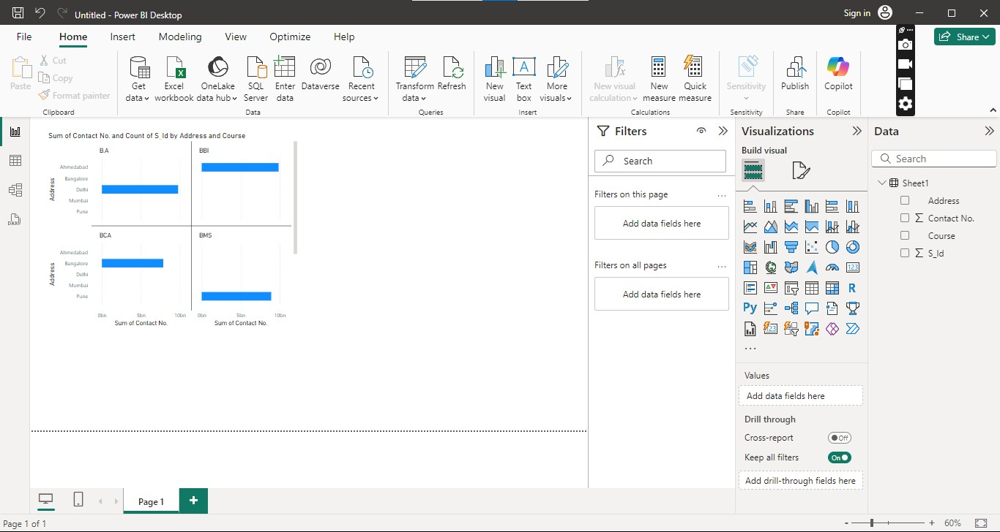 Untitled - Power BI Desktop
Sign in
File Home Insert Modeling View Optimize Help
Share
Paste
Cut
Copy
Format painter
Clipboard
Get data
Excel workbook
OneLake data hub
SQL Server
Enter data
Dataverse
Recent sources
Data
Transform data
Refresh
Queries
New visual
Text box
More visuals
Insert
New visual calculation
New measure
Quick measure
Calculations
Sensitivity
Sensitivity
Publish
Share
Copilot
Copilot
Sum of Contact No. and Count of S_Id by Address and Course
B.A
BBI
Address
Ahmedabad
Bangalore
Delhi
Mumbai
Pune
BCA
BMS
Address
Ahmedabad
Bangalore
Delhi
Mumbai
Pune
0bn 5bn 10bn 0bn 5bn 10bn
Sum of Contact No. Sum of Contact No.
Filters
Search
Filters on this page
Add data fields here
Filters on all pages
Add data fields here
Visualizations
Build visual
R
Py
123
123
...
Values
Add data fields here
Drill through
Cross-report Off
Keep all filters On
Add drill-through fields here
Data
Search
Sheet1
Address
Σ Contact No.
Course
Σ S_Id
DAX
Page 1
+
Page 1 of 1
- + 60%